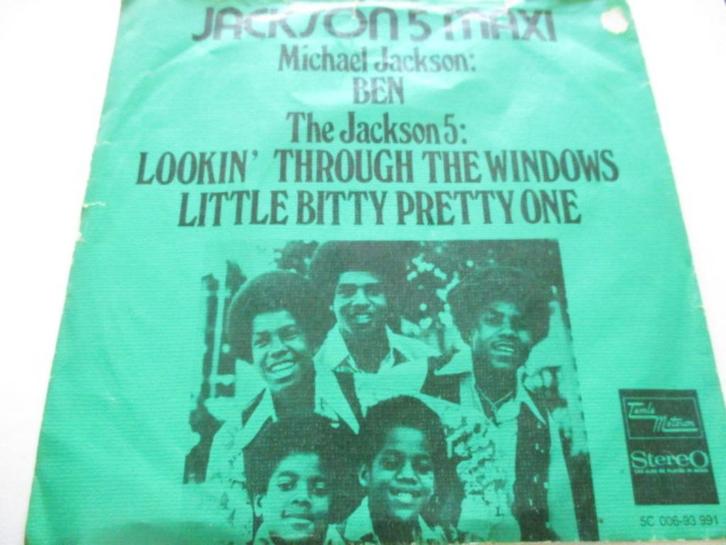 JACKSON 5 MAXI
Michael Jackson:
BEN
The Jackson 5:
LOOKIN' THROUGH THE WINDOWS
LITTLE BITTY PRETTY ONE
Tamla
Motown
Stereo
5C 006-93 991